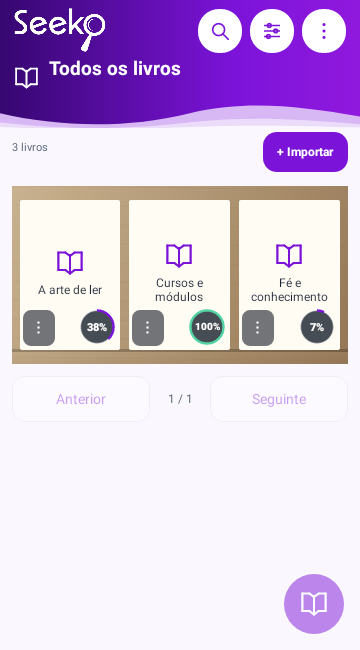 Seeko
Todos os livros
3 livros
+ Importar
A arte de ler
Cursos e
módulos
Fé e
conhecimento
38%
100%
7%
Anterior
1 / 1
Seguinte